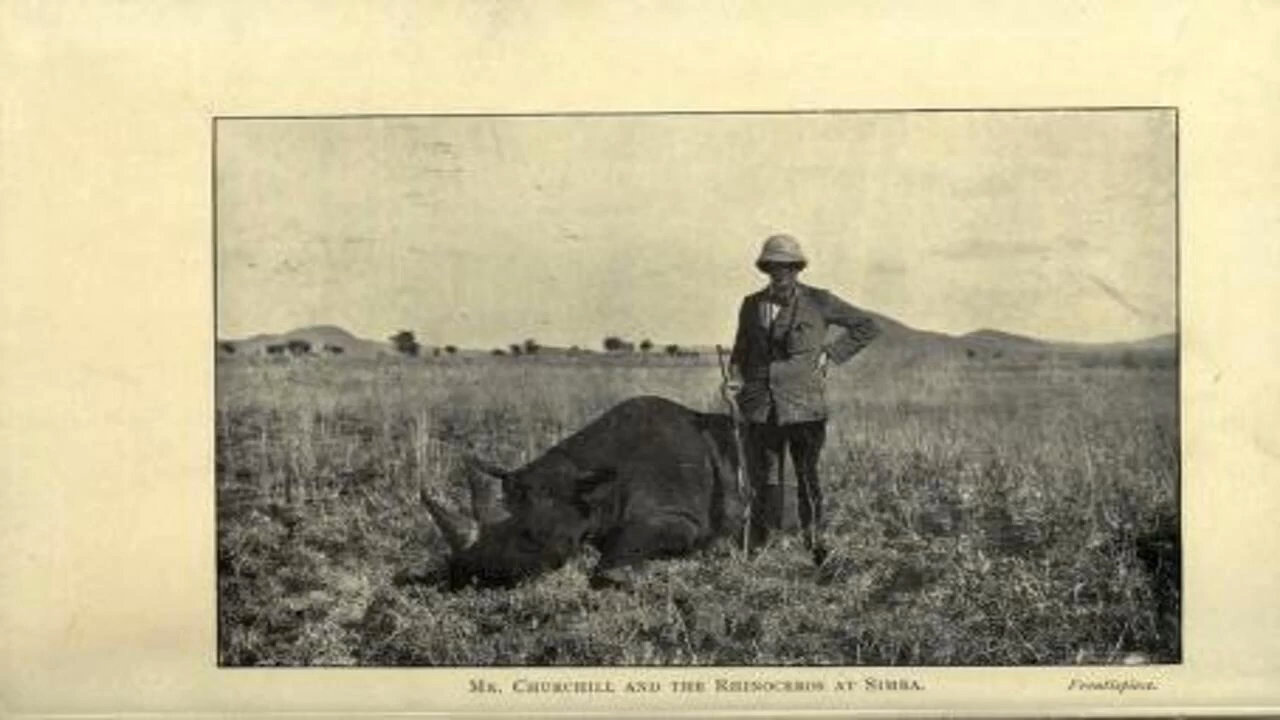 Mr. Churchill and the Rhinoceros at Simba.
Frontispiece.